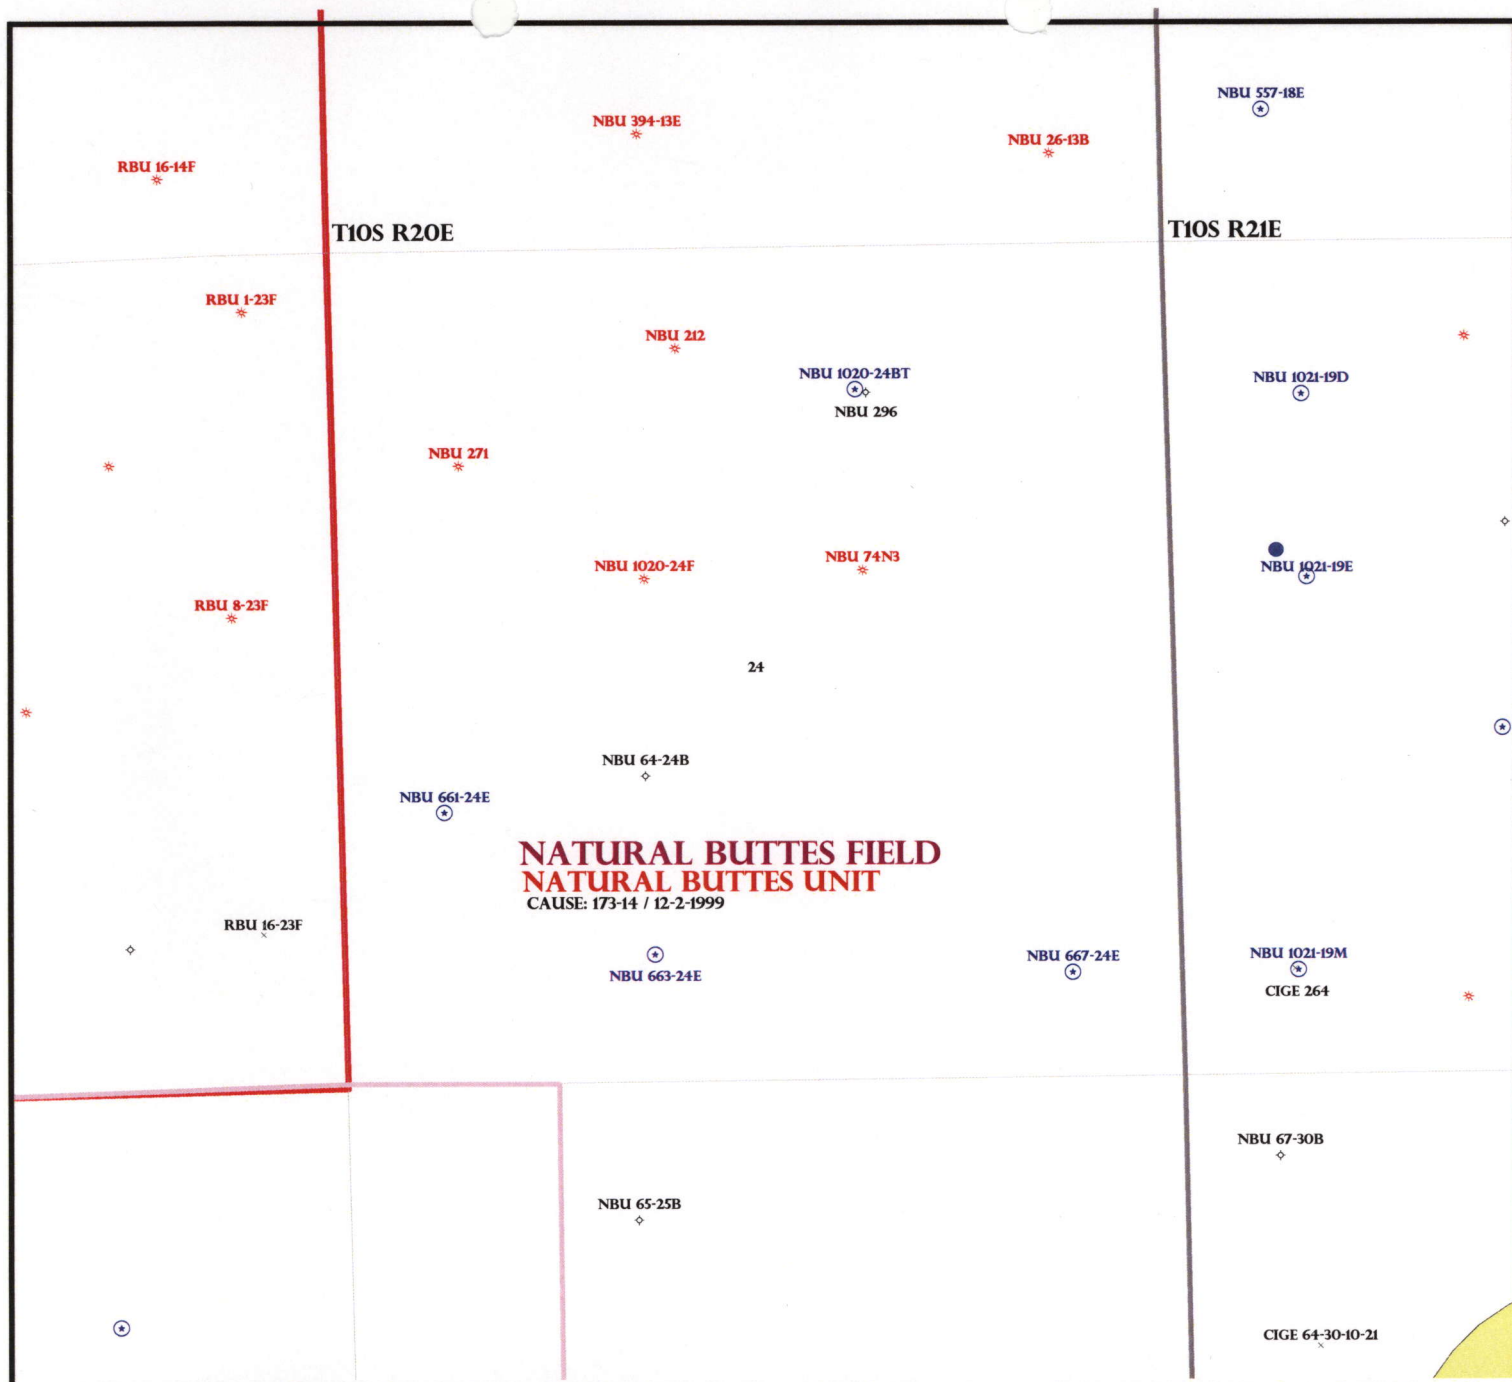 NBU 557-18E
NBU 394-13E
NBU 26-13B
RBU 16-14F
T10S R20E
T10S R21E
RBU 1-23F
NBU 212
NBU 1020-24BT
NBU 1021-19D
NBU 296
NBU 271
NBU 1020-24F
NBU 74N3
NBU 1021-19E
RBU 8-23F
24
NBU 64-24B
NBU 661-24E
NATURAL BUTTES FIELD
NATURAL BUTTES UNIT
CAUSE: 173-14 / 12-2-1999
RBU 16-23F
NBU 663-24E
NBU 667-24E
NBU 1021-19M
CIGE 264
NBU 67-30B
NBU 65-25B
CIGE 64-30-10-21